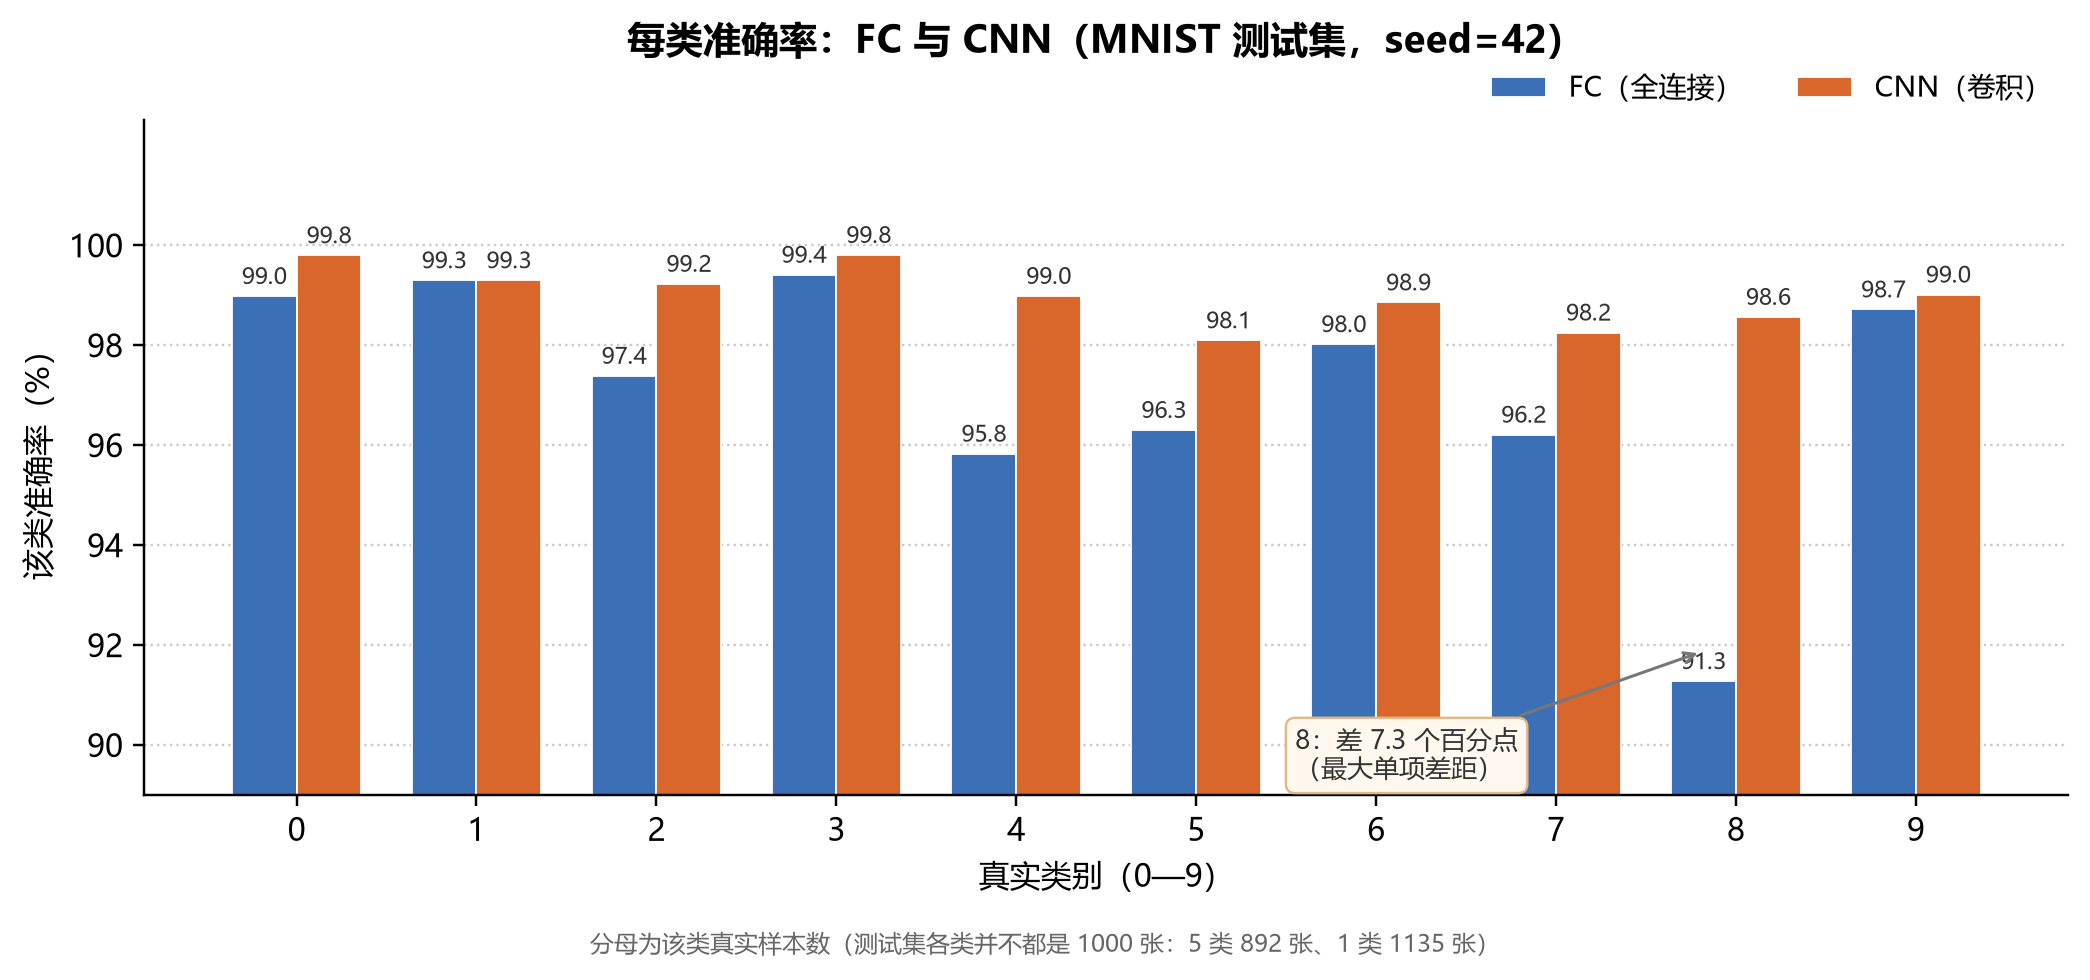 每类准确率：FC 与 CNN（MNIST 测试集，seed=42）
FC（全连接）
CNN（卷积）
该类准确率（%）
100
98
96
94
92
90
99.0
99.8
99.3
99.3
97.4
99.2
99.4
99.8
95.8
99.0
96.3
98.1
98.0
98.9
96.2
98.2
91.3
98.6
98.7
99.0
8：差 7.3 个百分点
（最大单项差距）
0 1 2 3 4 5 6 7 8 9
真实类别（0—9）
分母为该类真实样本数（测试集各类并不都是 1000 张：5 类 892 张、1 类 1135 张）